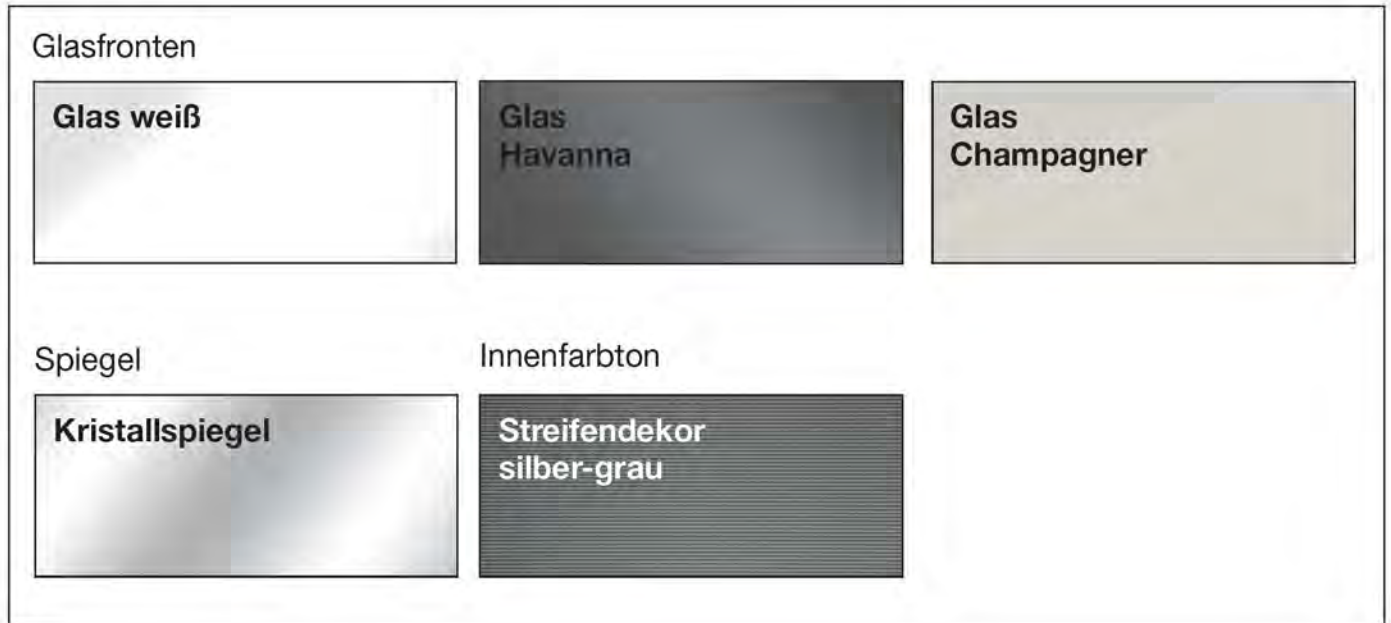 Glasfronten
Glas weiß
Glas
Havanna
Glas
Champagner
Spiegel
Innenfarbton
Kristallspiegel
Streifendekor
silber-grau